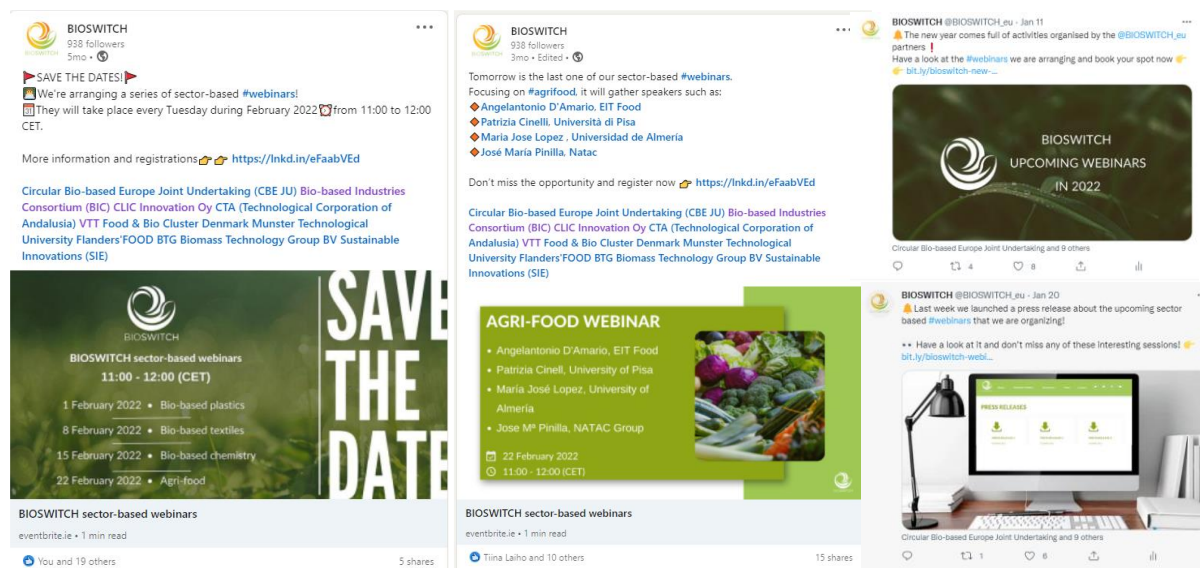 BIOSWITCH
938 followers
5mo •
SAVE THE DATES!
We're arranging a series of sector-based #webinars!
They will take place every Tuesday during February 2022 from 11:00 to 12:00
CET.
More information and registrations https://lnkd.in/eFaabVEd
Circular Bio-based Europe Joint Undertaking (CBE JU) Bio-based Industries
Consortium (BIC) CLIC Innovation Oy CTA (Technological Corporation of
Andalusia) VTT Food & Bio Cluster Denmark Munster Technological
University Flanders'FOOD BTG Biomass Technology Group BV Sustainable
Innovations (SIE)
BIOSWITCH
BIOSWITCH sector-based webinars
11:00 - 12:00 (CET)
1 February 2022 • Bio-based plastics
8 February 2022 • Bio-based textiles
15 February 2022 • Bio-based chemistry
22 February 2022 • Agri-food
SAVE
THE
DATE
BIOSWITCH sector-based webinars
eventbrite.ie • 1 min read
You and 19 others
5 shares
BIOSWITCH
938 followers
3mo • Edited •
Tomorrow is the last one of our sector-based #webinars.
Focusing on #agrifood, it will gather speakers such as:
Angelantonio D'Amario, EIT Food
Patrizia Cinelli, Università di Pisa
Maria Jose Lopez , Universidad de Almería
José María Pinilla, Natac
Don't miss the opportunity and register now https://lnkd.in/eFaabVEd
Circular Bio-based Europe Joint Undertaking (CBE JU) Bio-based Industries
Consortium (BIC) CLIC Innovation Oy CTA (Technological Corporation of
Andalusia) VTT Food & Bio Cluster Denmark Munster Technological
University Flanders'FOOD BTG Biomass Technology Group BV Sustainable
Innovations (SIE)
AGRI-FOOD WEBINAR
• Angelantonio D'Amario, EIT Food
• Patrizia Cinell, University of Pisa
• María José Lopez, University of
Almería
• Jose Mª Pinilla, NATAC Group
22 February 2022
11:00 - 12:00 (CET)
BIOSWITCH sector-based webinars
eventbrite.ie • 1 min read
Tiina Laiho and 10 others
15 shares
BIOSWITCH @BIOSWITCH_eu · Jan 11
The new year comes full of activities organised by the @BIOSWITCH_eu
partners
Have a look at the #webinars we are arranging and book your spot now
bit.ly/bioswitch-new-...
BIOSWITCH
UPCOMING WEBINARS
IN 2022
Circular Bio-based Europe Joint Undertaking and 9 others
4
8
BIOSWITCH @BIOSWITCH_eu · Jan 20
Last week we launched a press release about the upcoming sector
based #webinars that we are organizing!
Have a look at it and don't miss any of these interesting sessions!
bit.ly/bioswitch-webi...
PRESS RELEASES
Circular Bio-based Europe Joint Undertaking and 9 others
1
6